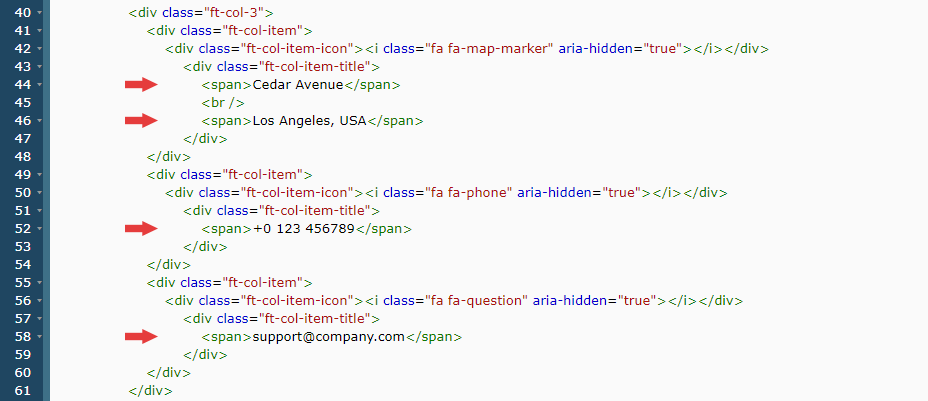 40 <div class="ft-col-3">
41 <div class="ft-col-item">
42 <div class="ft-col-item-icon"><i class="fa fa-map-marker" aria-hidden="true"></i></div>
43 <div class="ft-col-item-title">
44 <span>Cedar Avenue</span>
45 <br />
46 <span>Los Angeles, USA</span>
47 </div>
48 </div>
49 <div class="ft-col-item">
50 <div class="ft-col-item-icon"><i class="fa fa-phone" aria-hidden="true"></i></div>
51 <div class="ft-col-item-title">
52 <span>+0 123 456789</span>
53 </div>
54 </div>
55 <div class="ft-col-item">
56 <div class="ft-col-item-icon"><i class="fa fa-question" aria-hidden="true"></i></div>
57 <div class="ft-col-item-title">
58 <span>support@company.com</span>
59 </div>
60 </div>
61 </div>